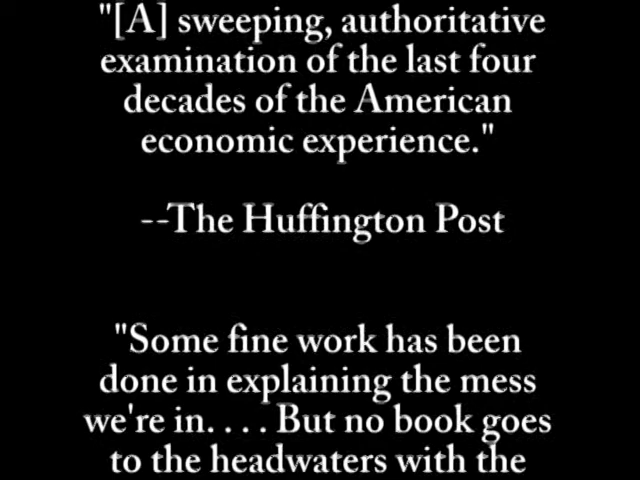 "[A] sweeping, authoritative
examination of the last four
decades of the American
economic experience."
--The Huffington Post
"Some fine work has been
done in explaining the mess
we're in. . . . But no book goes
to the headwaters with the